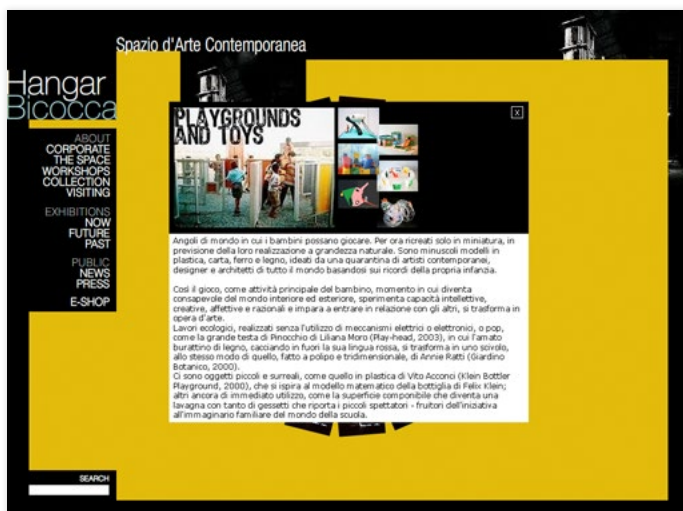 Spazio d'Arte Contemporanea
Hangar
Bicocca
ABOUT
CORPORATE
THE SPACE
WORKSHOPS
COLLECTION
VISITING
EXHIBITIONS
NOW
FUTURE
PAST
PUBLIC
NEWS
PRESS
E-SHOP
SEARCH
PLAYGROUNDS
AND TOYS
x
Angoli di mondo in cui i bambini possano giocare. Per ora ricreati solo in miniatura, in
previsione della loro realizzazione a grandezza naturale. Sono minuscoli modelli in
plastica, carta, ferro e legno, ideati da una quarantina di artisti contemporanei,
designer e architetti di tutto il mondo basandosi sui ricordi della propria infanzia.
Così il gioco, come attività principale del bambino, momento in cui diventa
consapevole del mondo interiore ed esteriore, sperimenta capacità intellettive,
creative, affettive e razionali e impara a entrare in relazione con gli altri, si trasforma in
opera d'arte.
Lavori ecologici, realizzati senza l'utilizzo di meccanismi elettrici o elettronici, o pop,
come la grande testa di Pinocchio di Liliana Moro (Play-head, 2003), in cui l'amato
burattino di legno, cacciando in fuori la sua lingua rossa, si trasforma in uno scivolo,
allo stesso modo di quello, fatto a polipo e tridimensionale, di Annie Ratti (Giardino
Botanico, 2000).
Ci sono oggetti piccoli e surreali, come quello in plastica di Vito Acconci (Klein Bottler
Playground, 2000), che si ispira al modello matematico della bottiglia di Felix Klein;
altri ancora di immediato utilizzo, come la superficie componibile che diventa una
lavagna con tanto di gessetti che riporta i piccoli spettatori - fruitori dell'iniziativa
all'immaginario familiare del mondo della scuola.